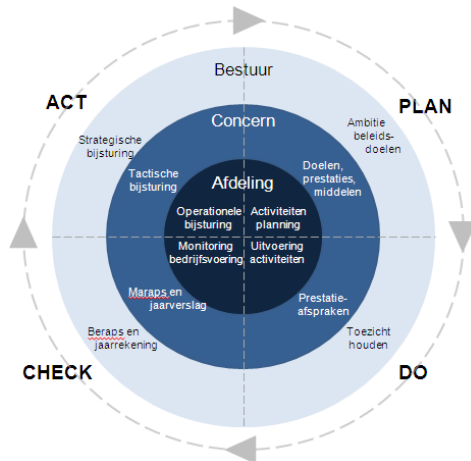 Bestuur
ACT
PLAN
Strategische
bijsturing
Ambitie
beleids-
doelen
Concern
Tactische
bijsturing
Doelen,
prestaties,
middelen
Afdeling
Operationele
bijsturing
Activiteiten
planning
Monitoring
bedrijfsvoering
Uitvoering
activiteiten
Maraps en
jaarverslag
Prestatie-
afspraken
Beraps en
jaarrekening
Toezicht
houden
CHECK
DO